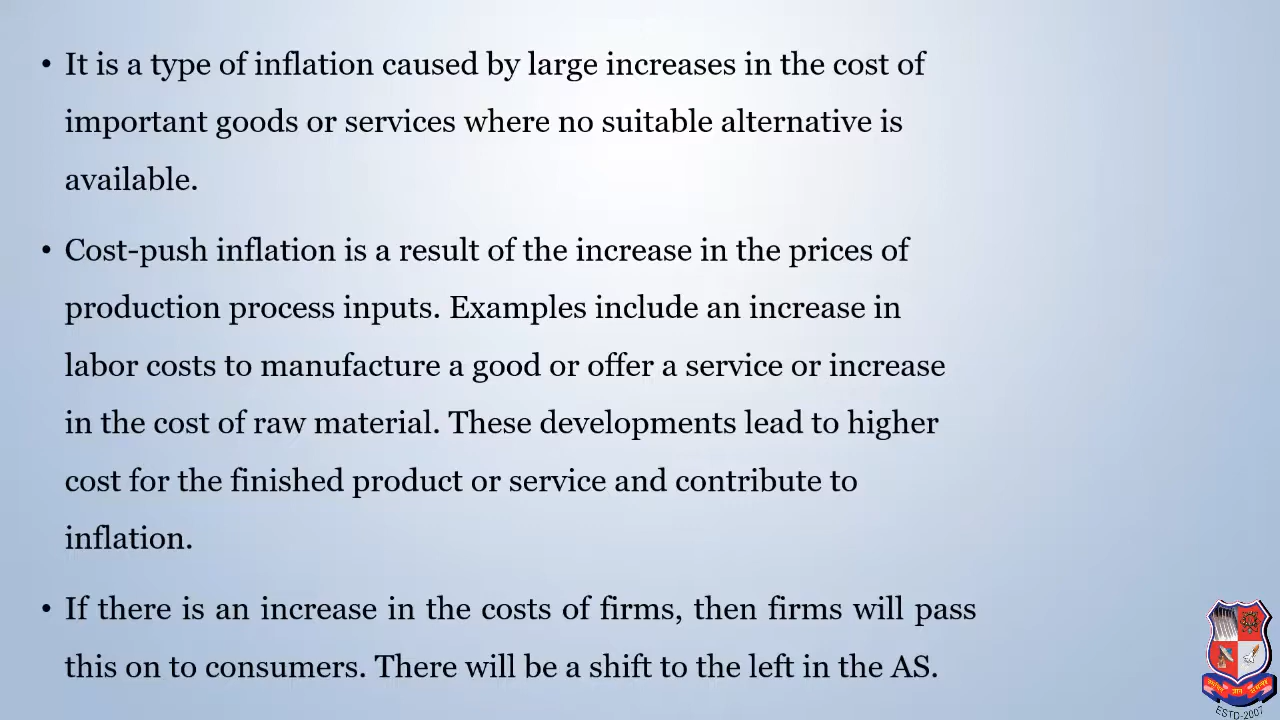 • It is a type of inflation caused by large increases in the cost of
important goods or services where no suitable alternative is
available.
• Cost-push inflation is a result of the increase in the prices of
production process inputs. Examples include an increase in
labor costs to manufacture a good or offer a service or increase
in the cost of raw material. These developments lead to higher
cost for the finished product or service and contribute to
inflation.
• If there is an increase in the costs of firms, then firms will pass
this on to consumers. There will be a shift to the left in the AS.
ESTD-2007